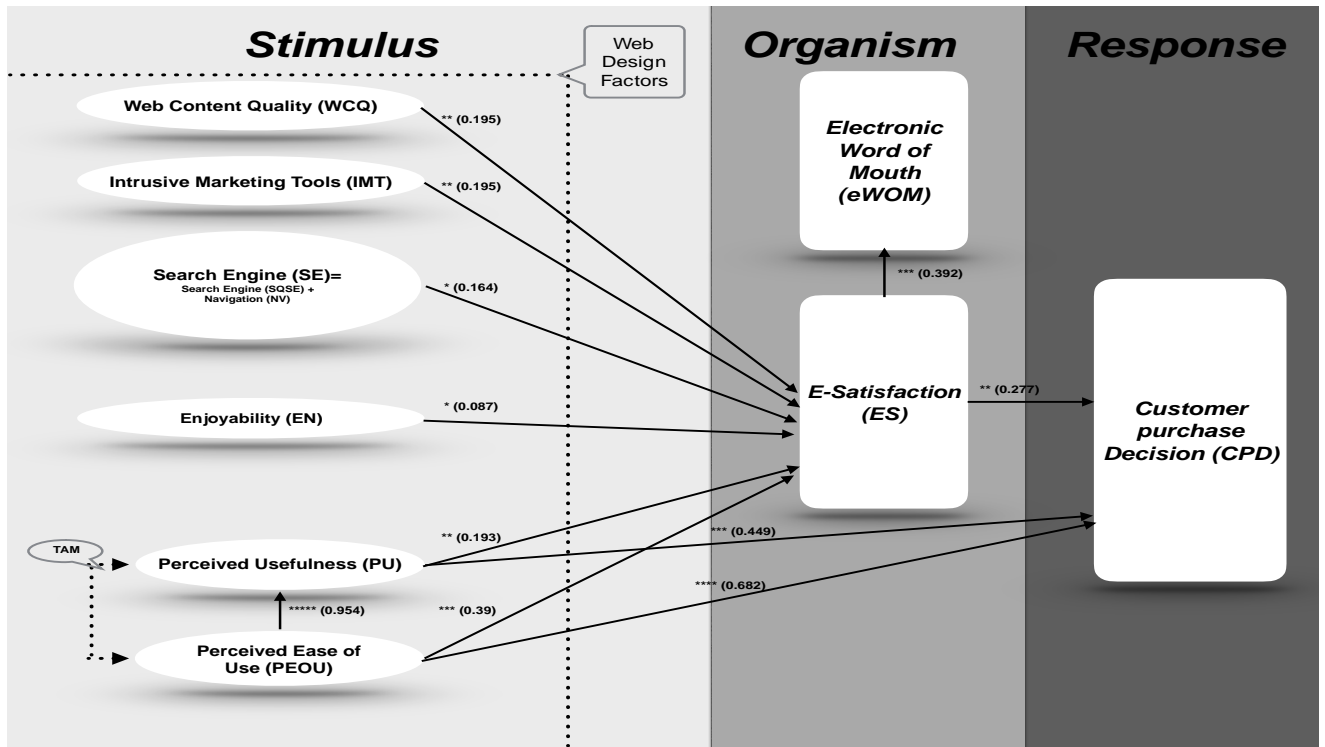 Stimulus
Organism
Response
Web
Design
Factors
Web Content Quality (WCQ)
** (0.195)
Intrusive Marketing Tools (IMT)
** (0.195)
Search Engine (SE)=
Search Engine (SQSE) +
Navigation (NV)
* (0.164)
Enjoyability (EN)
* (0.087)
TAM
Perceived Usefulness (PU)
** (0.193)
*** (0.449)
***** (0.954)
Perceived Ease of
Use (PEOU)
*** (0.39)
**** (0.682)
Electronic
Word of
Mouth
(eWOM)
*** (0.392)
E-Satisfaction
(ES)
** (0.277)
Customer
purchase
Decision (CPD)